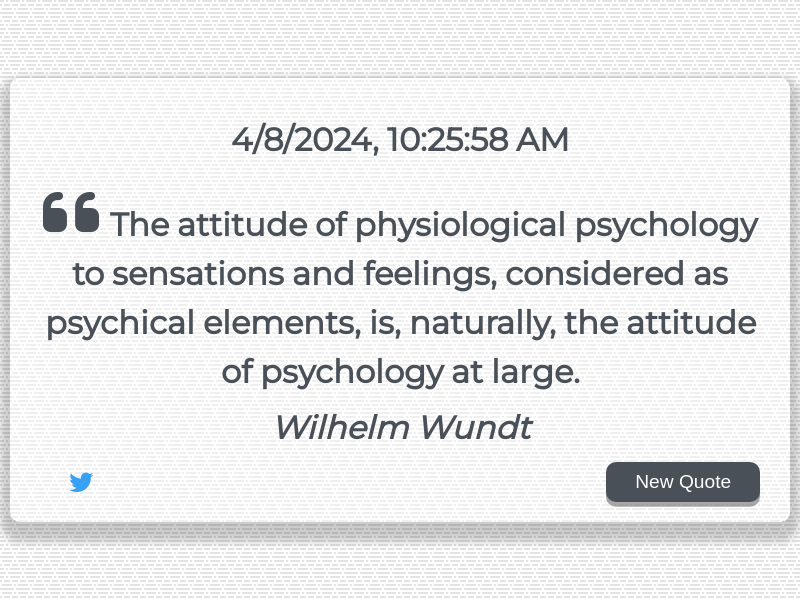 4/8/2024, 10:25:58 AM
The attitude of physiological psychology
to sensations and feelings, considered as
psychical elements, is, naturally, the attitude
of psychology at large.
Wilhelm Wundt
New Quote